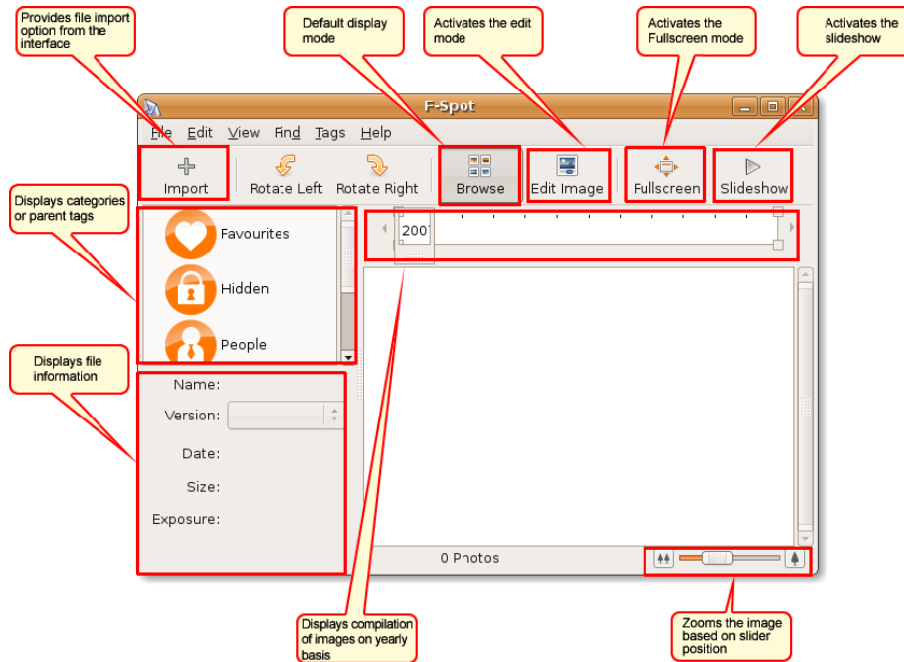 Provides file import
option from the
interface
Default display
mode
Activates the edit
mode
Activates the
Fullscreen mode
Activates the
slideshow
F-Spot
File Edit View Find Tags Help
Import Rotate Left Rotate Right Browse Edit Image Fullscreen Slideshow
Displays categories
or parent tags
Favourites
Hidden
People
2007
Displays file
information
Name:
Version:
Date:
Size:
Exposure:
0 Photos
Displays compilation
of images on yearly
basis
Zooms the image
based on slider
position